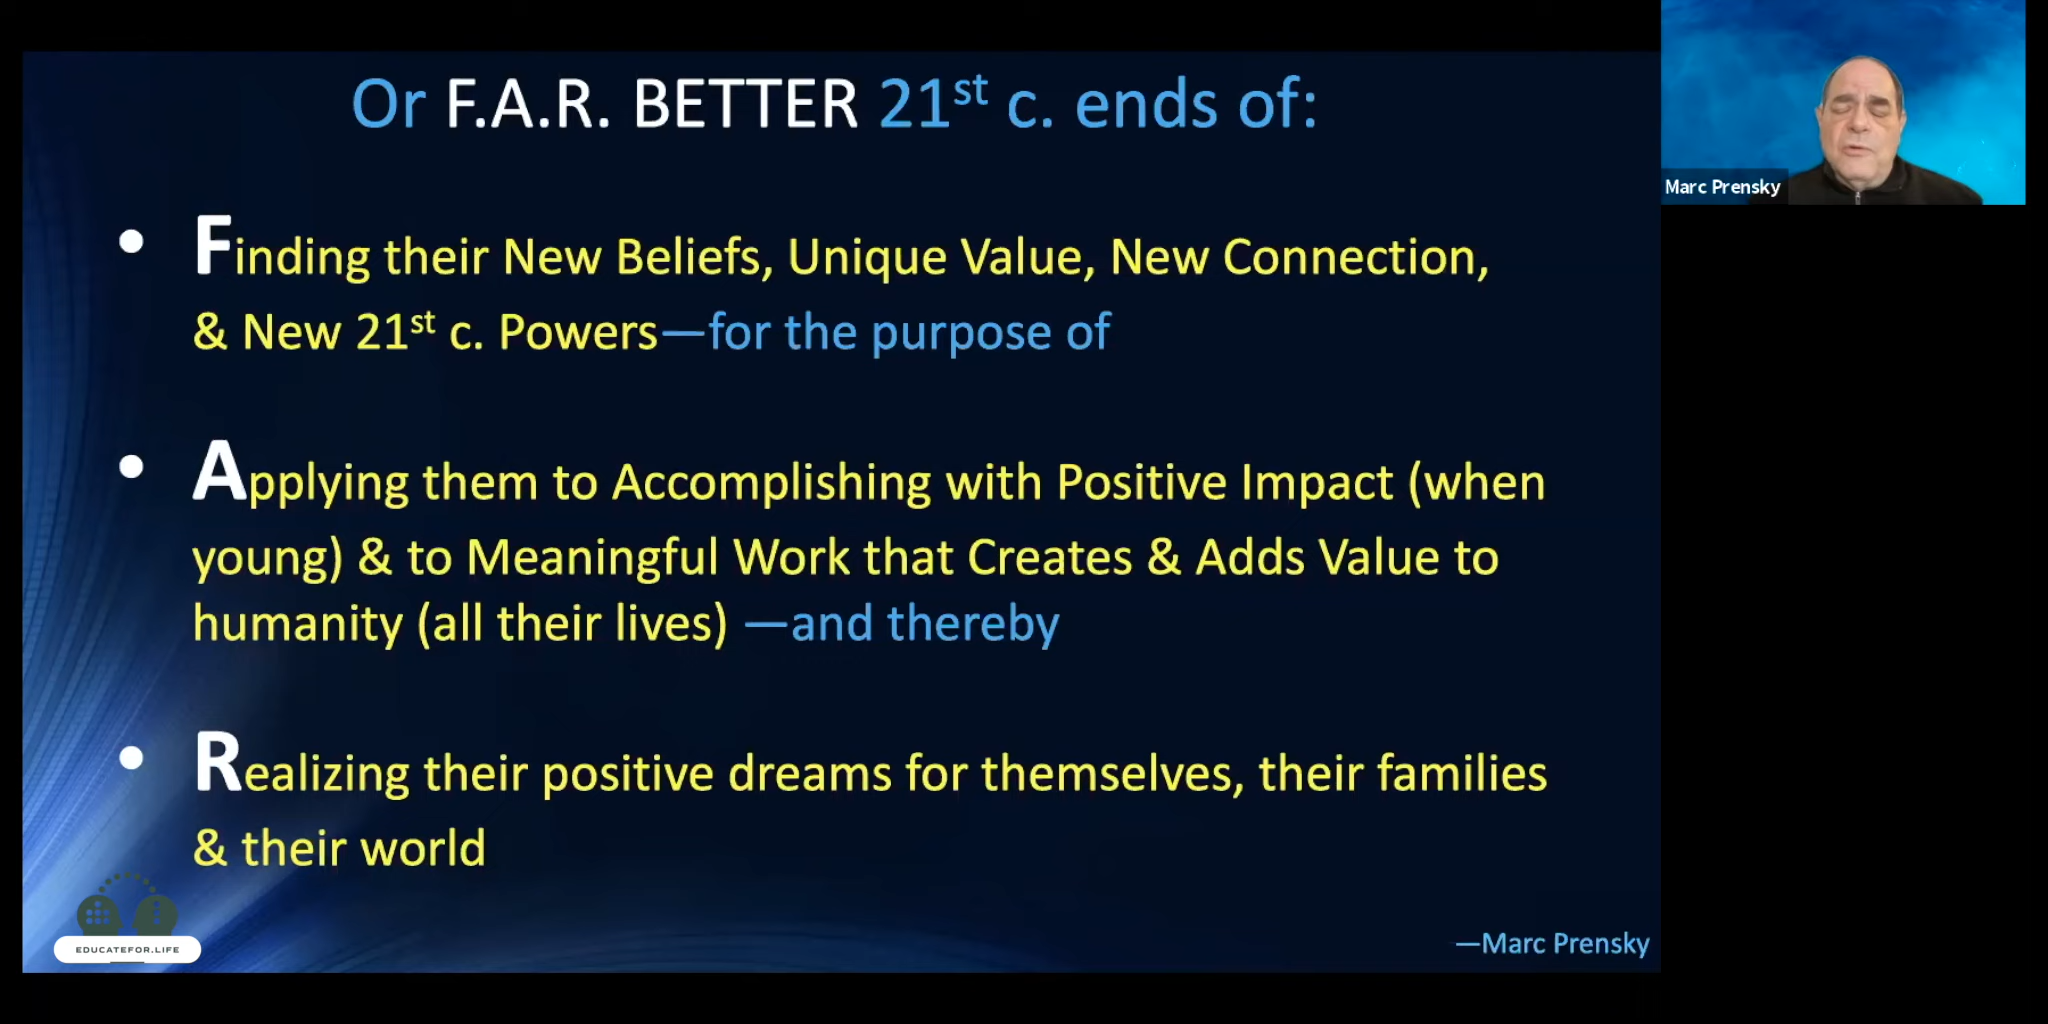 Or F.A.R. BETTER 21st c. ends of:
• Finding their New Beliefs, Unique Value, New Connection,
& New 21st c. Powers—for the purpose of
• Applying them to Accomplishing with Positive Impact (when
young) & to Meaningful Work that Creates & Adds Value to
humanity (all their lives) —and thereby
• Realizing their positive dreams for themselves, their families
& their world
EDUCATEFOR.LIFE
—Marc Prensky
Marc Prensky